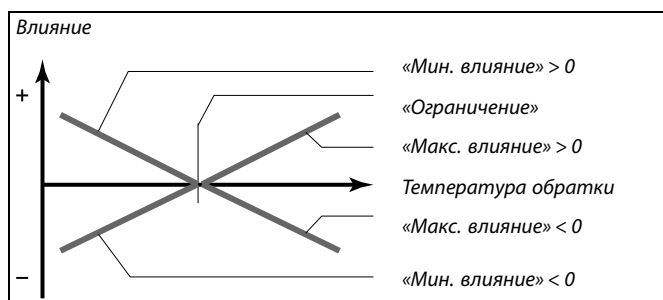 Влияние
«Мин. влияние» > 0
+
«Ограничение»
«Макс. влияние» > 0
Температура обратки
«Макс. влияние» < 0
–
«Мин. влияние» < 0